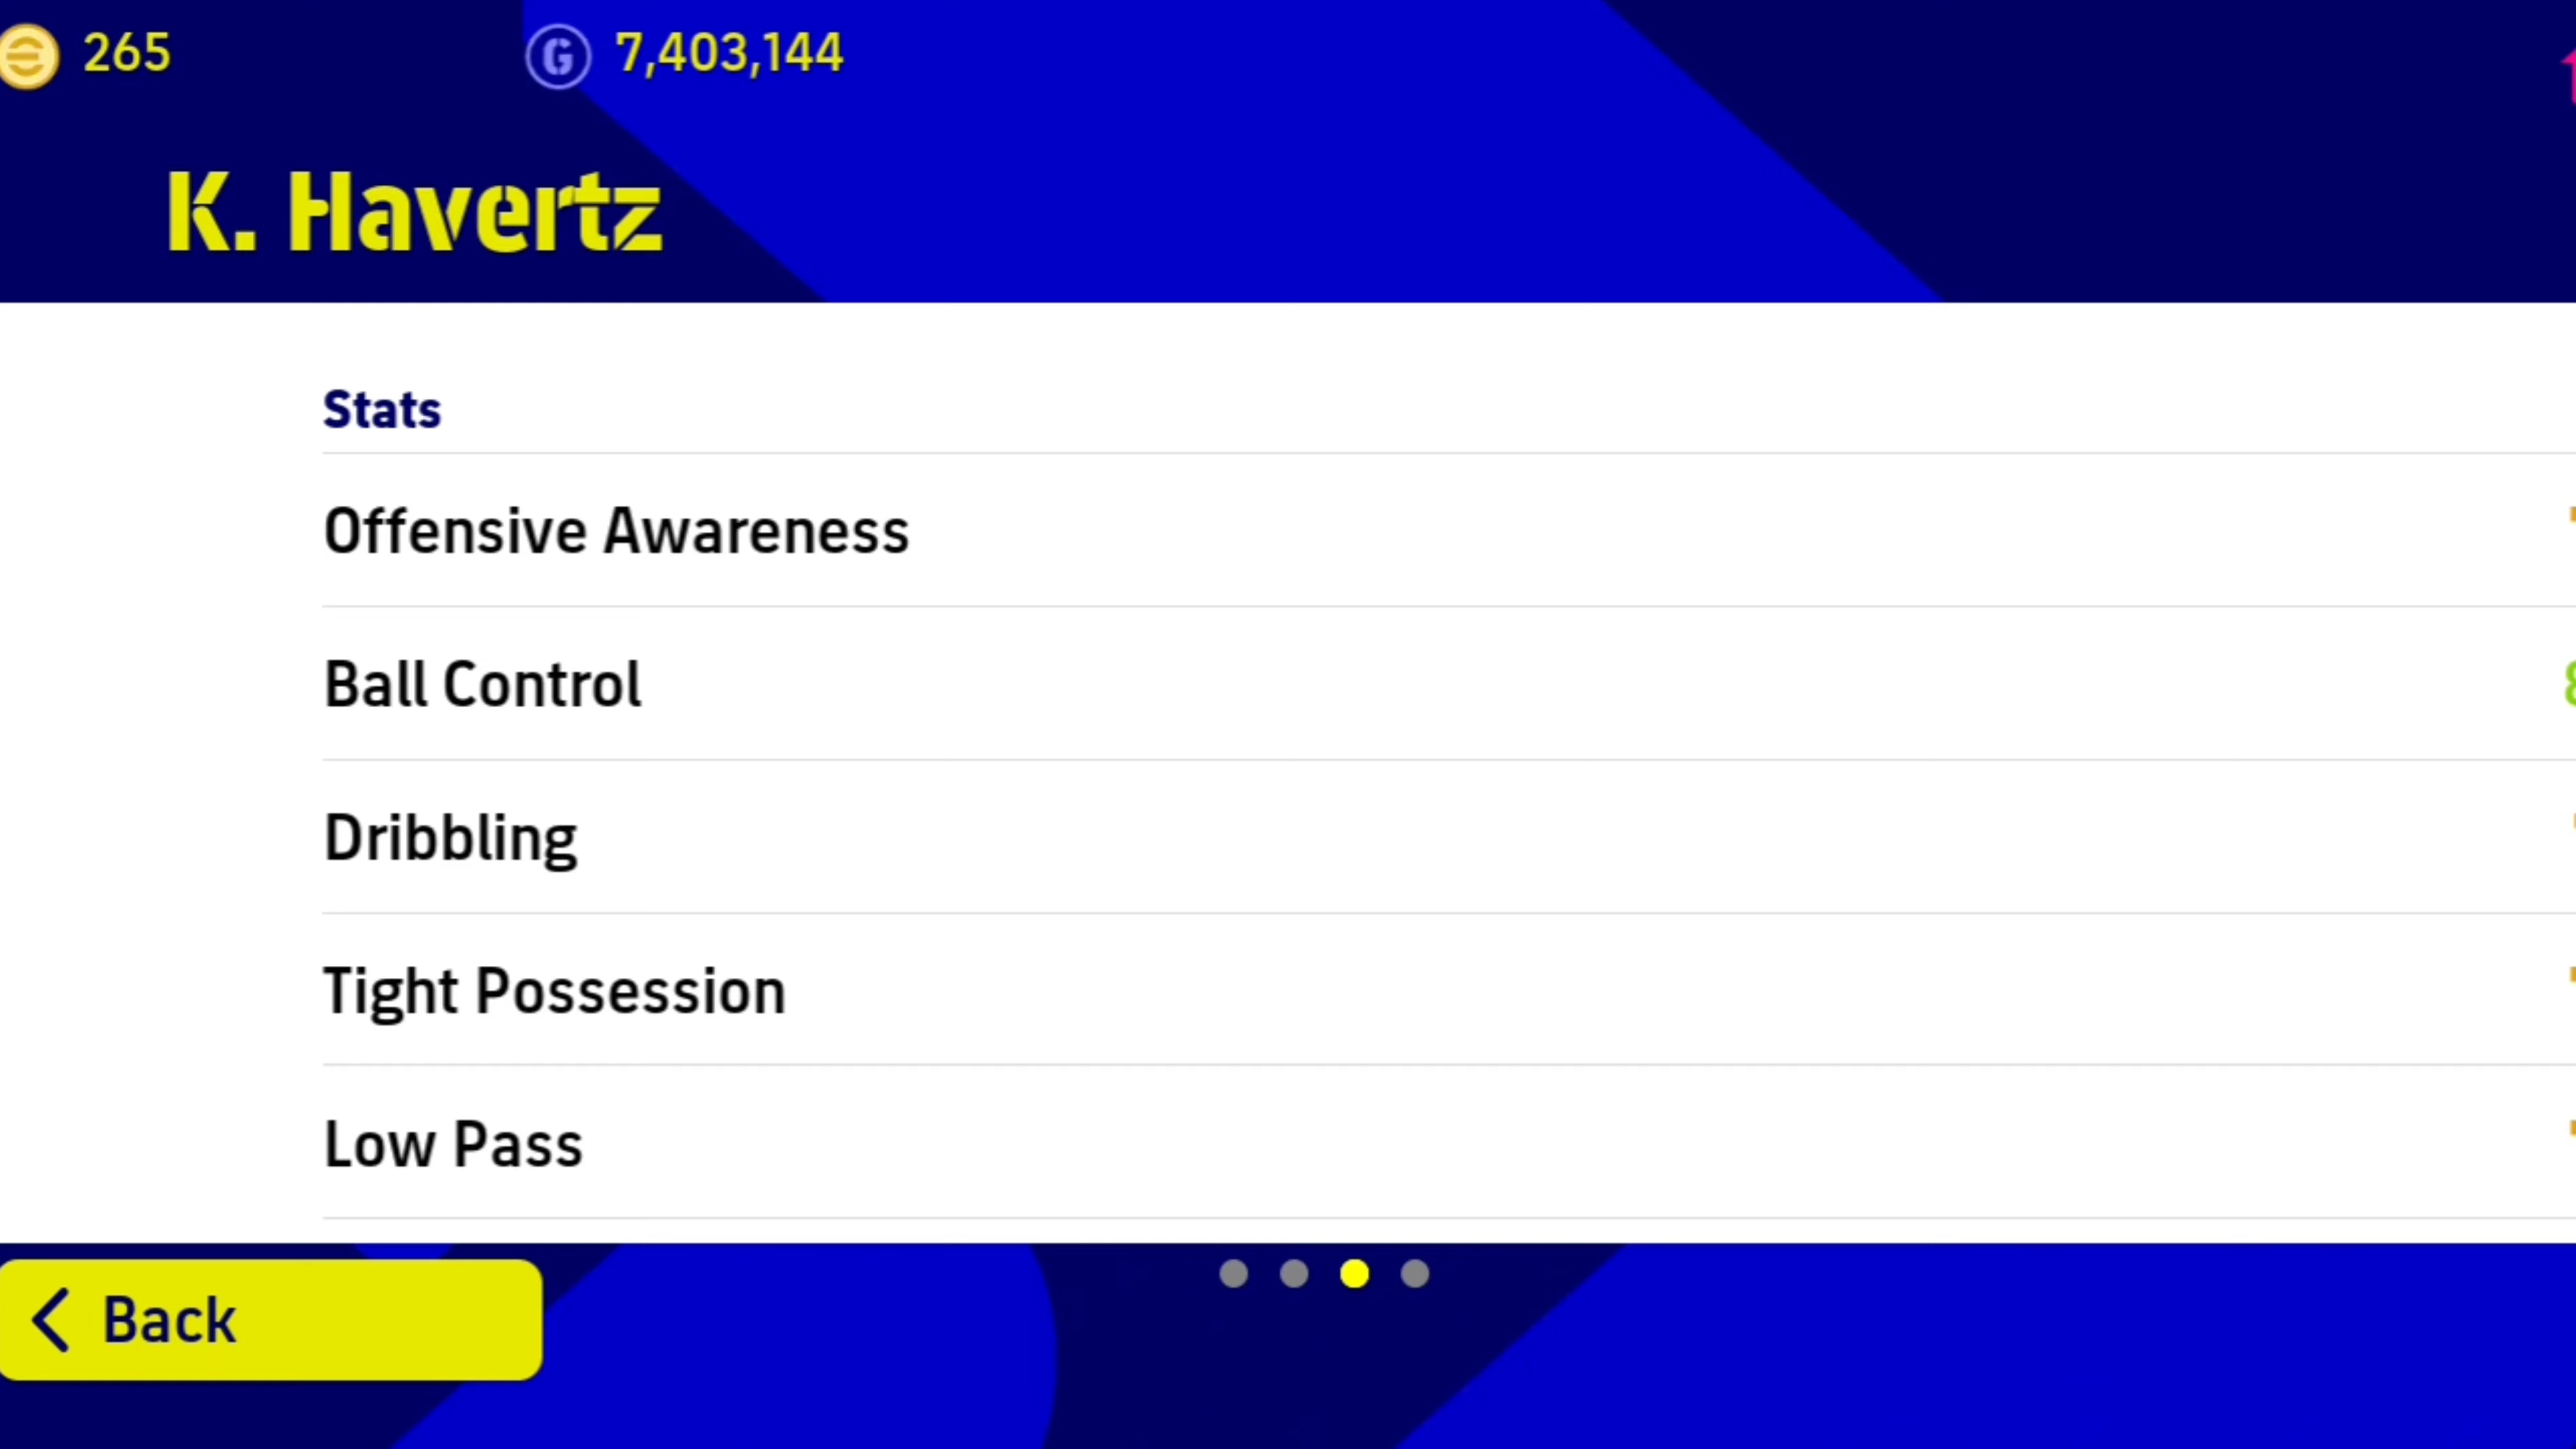 265
7,403,144
K. Havertz
Stats
Offensive Awareness
Ball Control
Dribbling
Tight Possession
Low Pass
Back